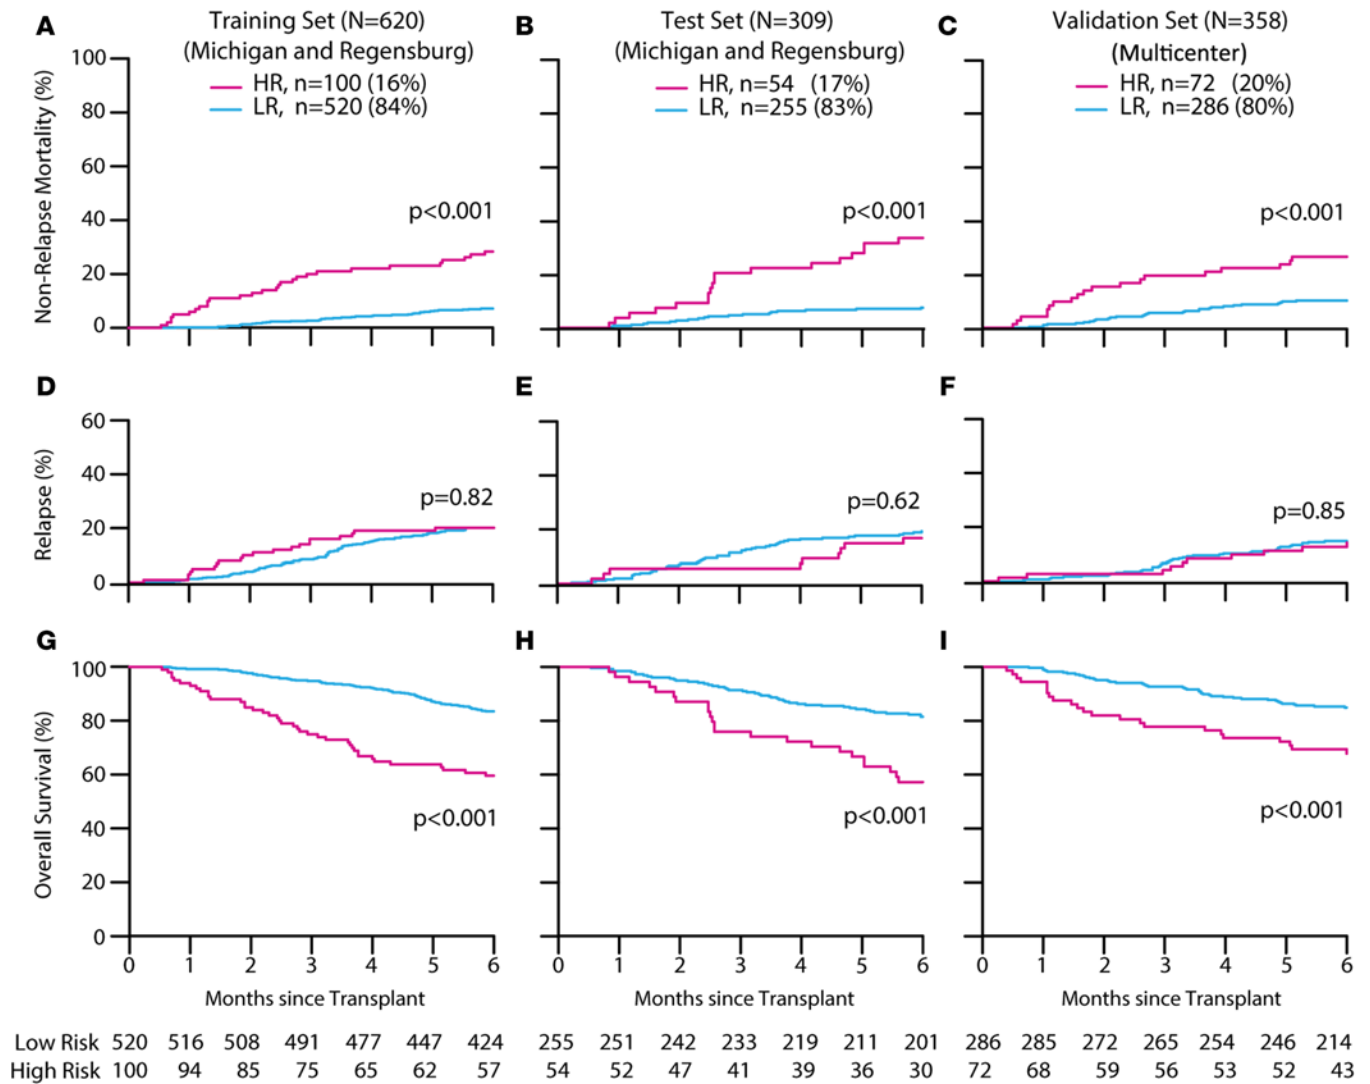 A
Training Set (N=620)
(Michigan and Regensburg)
HR, n=100 (16%)
LR, n=520 (84%)
Non-Relapse Mortality (%)
100
80
60
40
20
0
p<0.001
B
Test Set (N=309)
(Michigan and Regensburg)
HR, n=54 (17%)
LR, n=255 (83%)
p<0.001
C
Validation Set (N=358)
(Multicenter)
HR, n=72 (20%)
LR, n=286 (80%)
p<0.001
D
Relapse (%)
60
40
20
0
p=0.82
E
p=0.62
F
p=0.85
G
Overall Survival (%)
100
80
60
40
20
0
p<0.001
0 1 2 3 4 5 6
Months since Transplant
H
p<0.001
0 1 2 3 4 5 6
Months since Transplant
I
p<0.001
0 1 2 3 4 5 6
Months since Transplant
Low Risk 520 516 508 491 477 447 424 255 251 242 233 219 211 201 286 285 272 265 254 246 214
High Risk 100 94 85 75 65 62 57 54 52 47 41 39 36 30 72 68 59 56 53 52 43